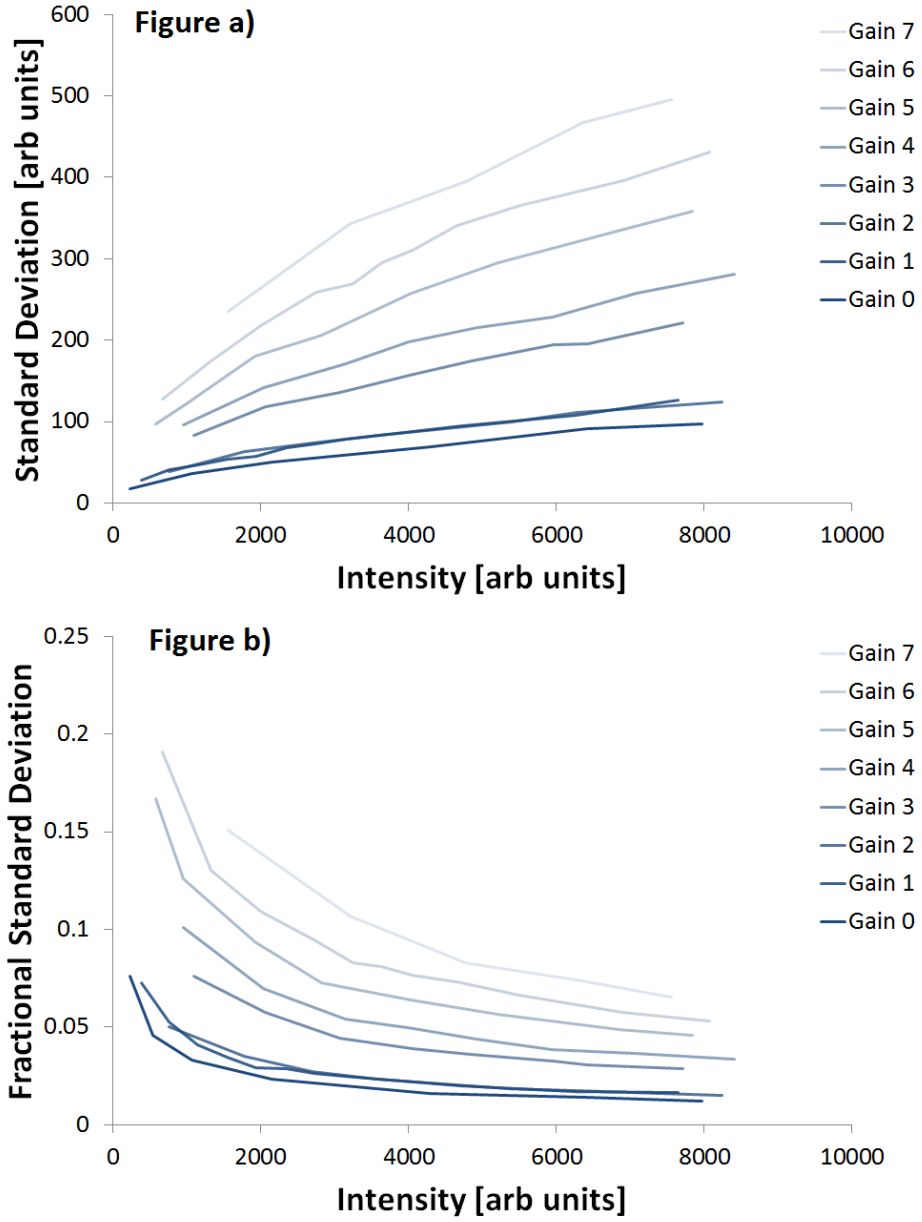 Figure a)
Standard Deviation [arb units]
600
500
400
300
200
100
0
0 2000 4000 6000 8000 10000
Intensity [arb units]
Gain 7
Gain 6
Gain 5
Gain 4
Gain 3
Gain 2
Gain 1
Gain 0
Figure b)
Fractional Standard Deviation
0.25
0.2
0.15
0.1
0.05
0
0 2000 4000 6000 8000 10000
Intensity [arb units]
Gain 7
Gain 6
Gain 5
Gain 4
Gain 3
Gain 2
Gain 1
Gain 0